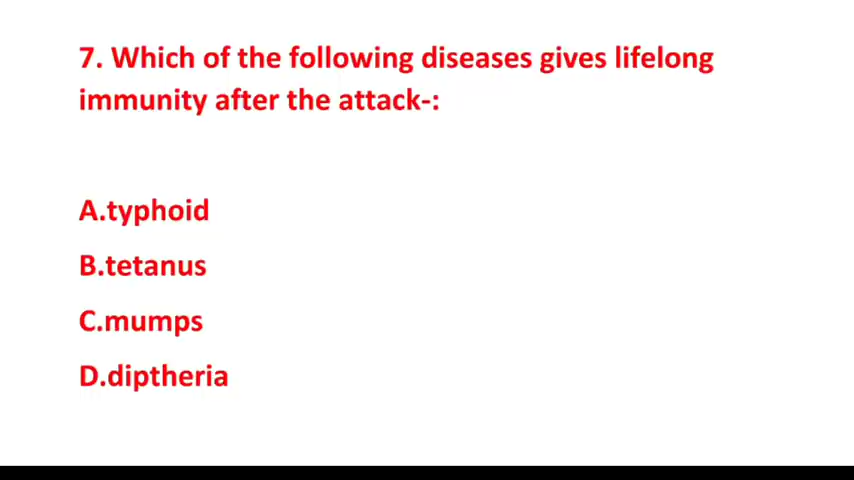 7. Which of the following diseases gives lifelong
immunity after the attack-:
A.typhoid
B.tetanus
C.mumps
D.diptheria